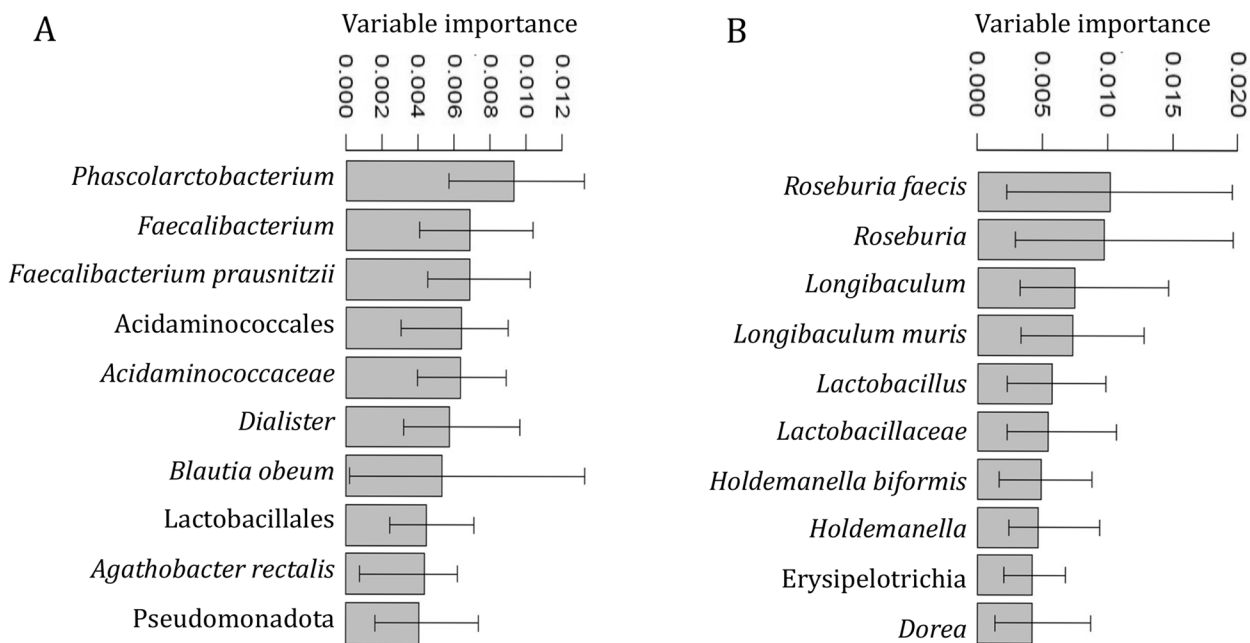 A
Variable importance
0.000
0.002
0.004
0.006
0.008
0.010
0.012
Phascolarctobacterium
Faecalibacterium
Faecalibacterium prausnitzii
Acidaminococcales
Acidaminococcaceae
Dialister
Blautia obeum
Lactobacillales
Agathobacter rectalis
Pseudomonadota
B
Variable importance
0.000
0.005
0.010
0.015
0.020
Roseburia faecis
Roseburia
Longibaculum
Longibaculum muris
Lactobacillus
Lactobacillaceae
Holdemanella biformis
Holdemanella
Erysipelotrichia
Dorea